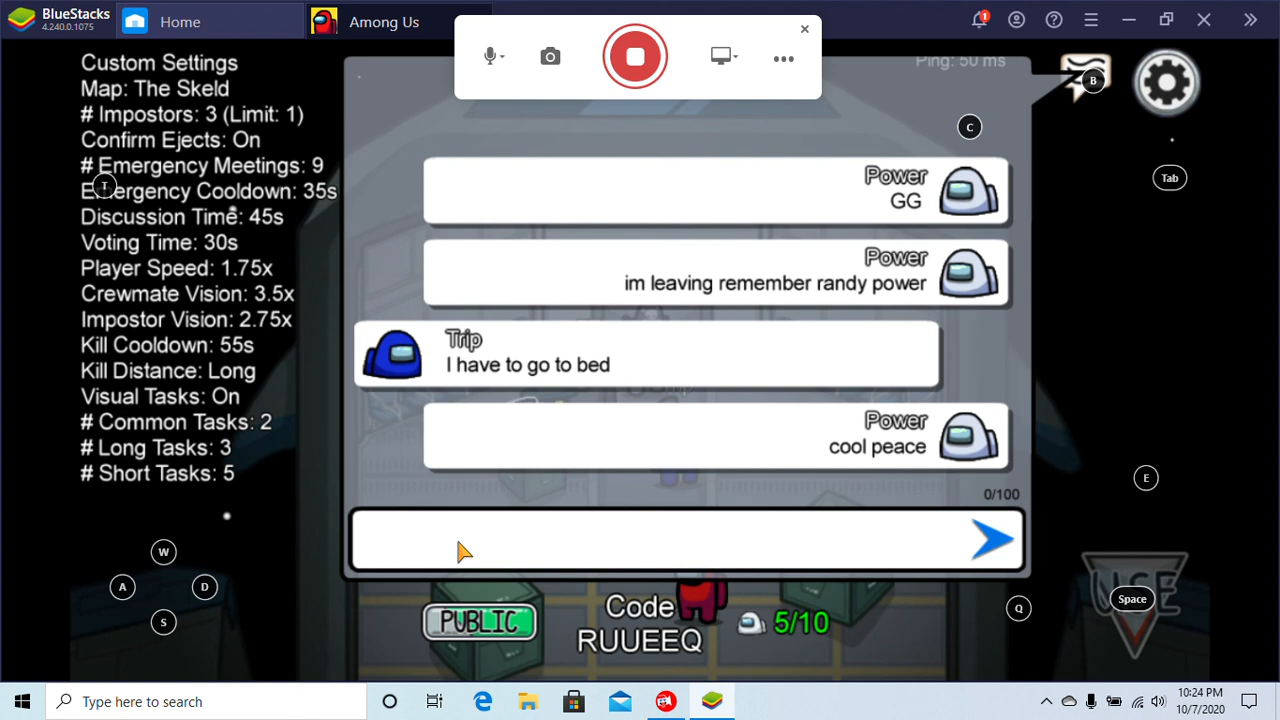 BlueStacks
4.240.0.1075
Home
Among Us
1
Custom Settings
Map: The Skeld
# Impostors: 3 (Limit: 1)
Confirm Ejects: On
# Emergency Meetings: 9
Emergency Cooldown: 35s
Discussion Time: 45s
Voting Time: 30s
Player Speed: 1.75x
Crewmate Vision: 3.5x
Impostor Vision: 2.75x
Kill Cooldown: 55s
Kill Distance: Long
Visual Tasks: On
# Common Tasks: 2
# Long Tasks: 3
# Short Tasks: 5
T
W
A
D
S
Ping: 50 ms
B
C
Tab
Power
GG
Power
im leaving remember randy power
Trip
I have to go to bed
Power
cool peace
0/100
E
USE
Space
Q
PUBLIC
Code
RUUEEQ
5/10
Type here to search
10:24 PM
10/7/2020